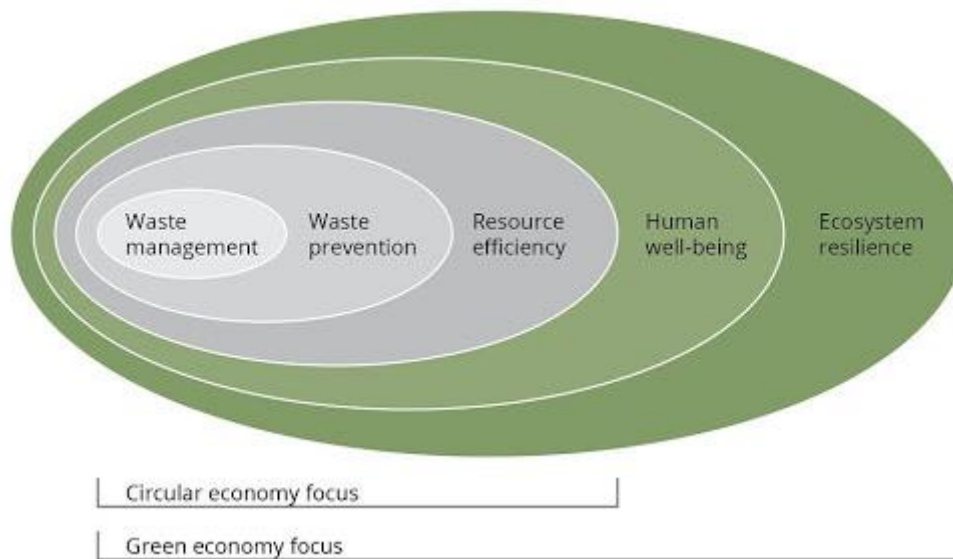 Waste
management
Waste
prevention
Resource
efficiency
Human
well-being
Ecosystem
resilience
Circular economy focus
Green economy focus